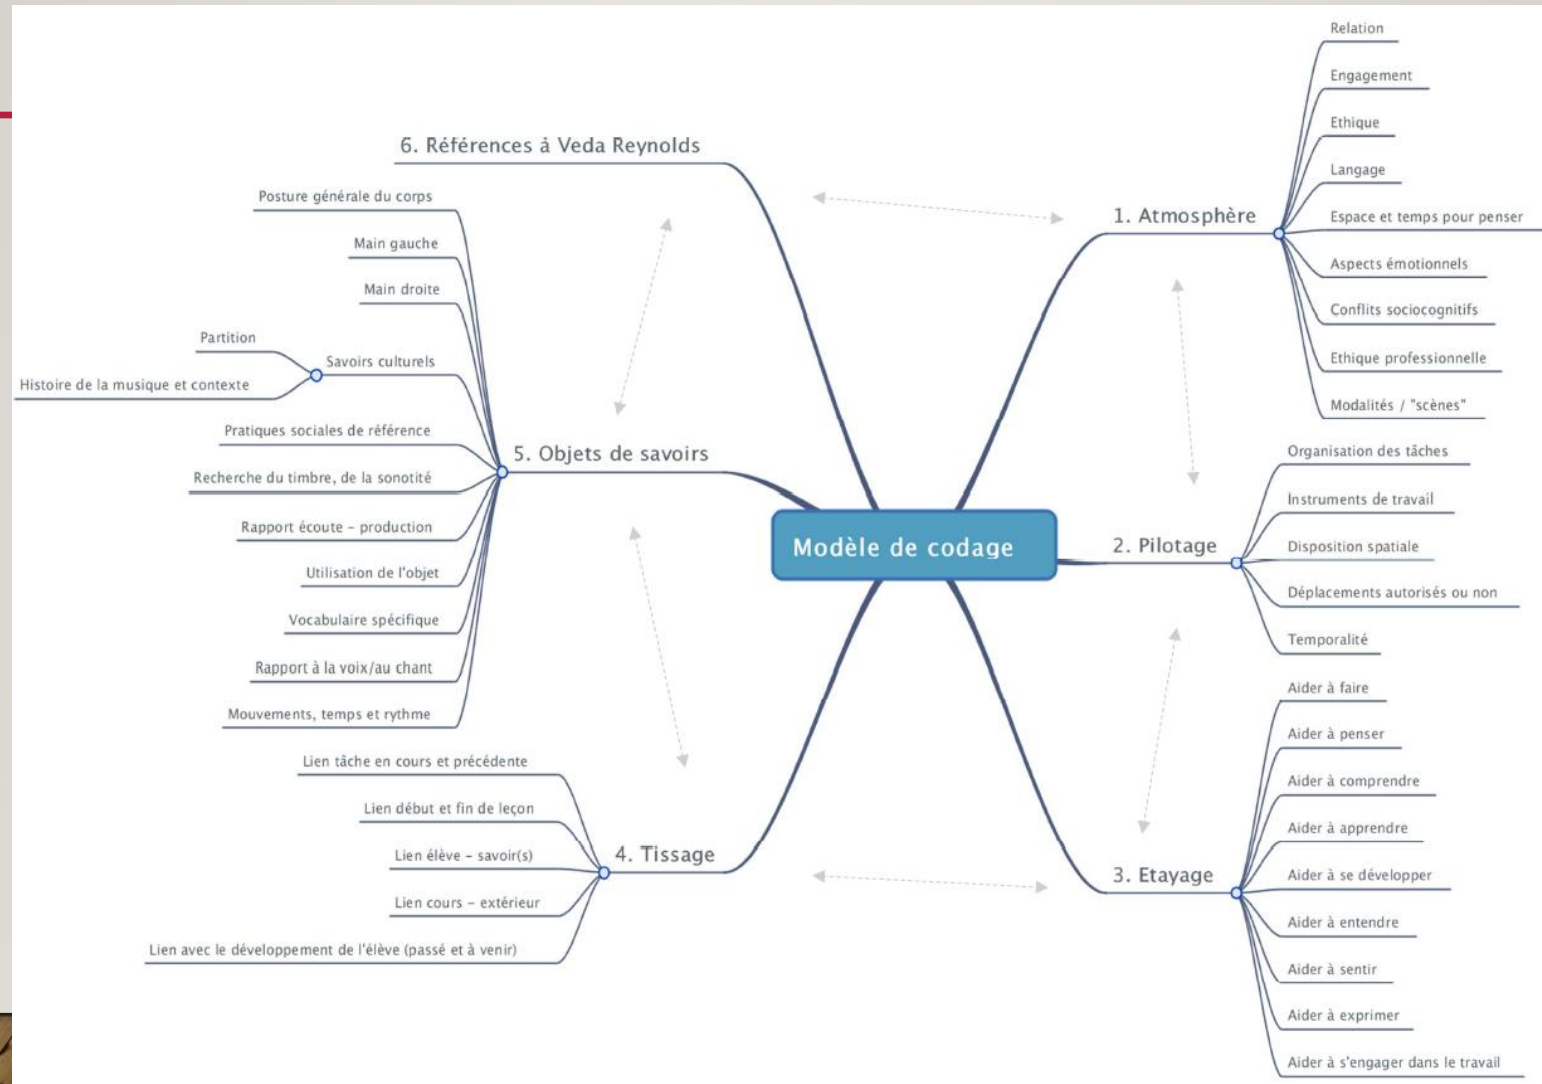 Modèle de codage
1. Atmosphère
Relation
Engagement
Ethique
Langage
Espace et temps pour penser
Aspects émotionnels
Conflits sociocognitifs
Ethique professionnelle
Modalités / "scènes"
2. Pilotage
Organisation des tâches
Instruments de travail
Disposition spatiale
Déplacements autorisés ou non
Temporalité
3. Etayage
Aider à faire
Aider à penser
Aider à comprendre
Aider à apprendre
Aider à se développer
Aider à entendre
Aider à sentir
Aider à exprimer
Aider à s'engager dans le travail
4. Tissage
Lien tâche en cours et précédente
Lien début et fin de leçon
Lien élève – savoir(s)
Lien cours – extérieur
Lien avec le développement de l'élève (passé et à venir)
5. Objets de savoirs
Posture générale du corps
Main gauche
Main droite
Savoirs culturels
Partition
Histoire de la musique et contexte
Pratiques sociales de référence
Recherche du timbre, de la sonotité
Rapport écoute – production
Utilisation de l'objet
Vocabulaire spécifique
Rapport à la voix/au chant
Mouvements, temps et rythme
6. Références à Veda Reynolds